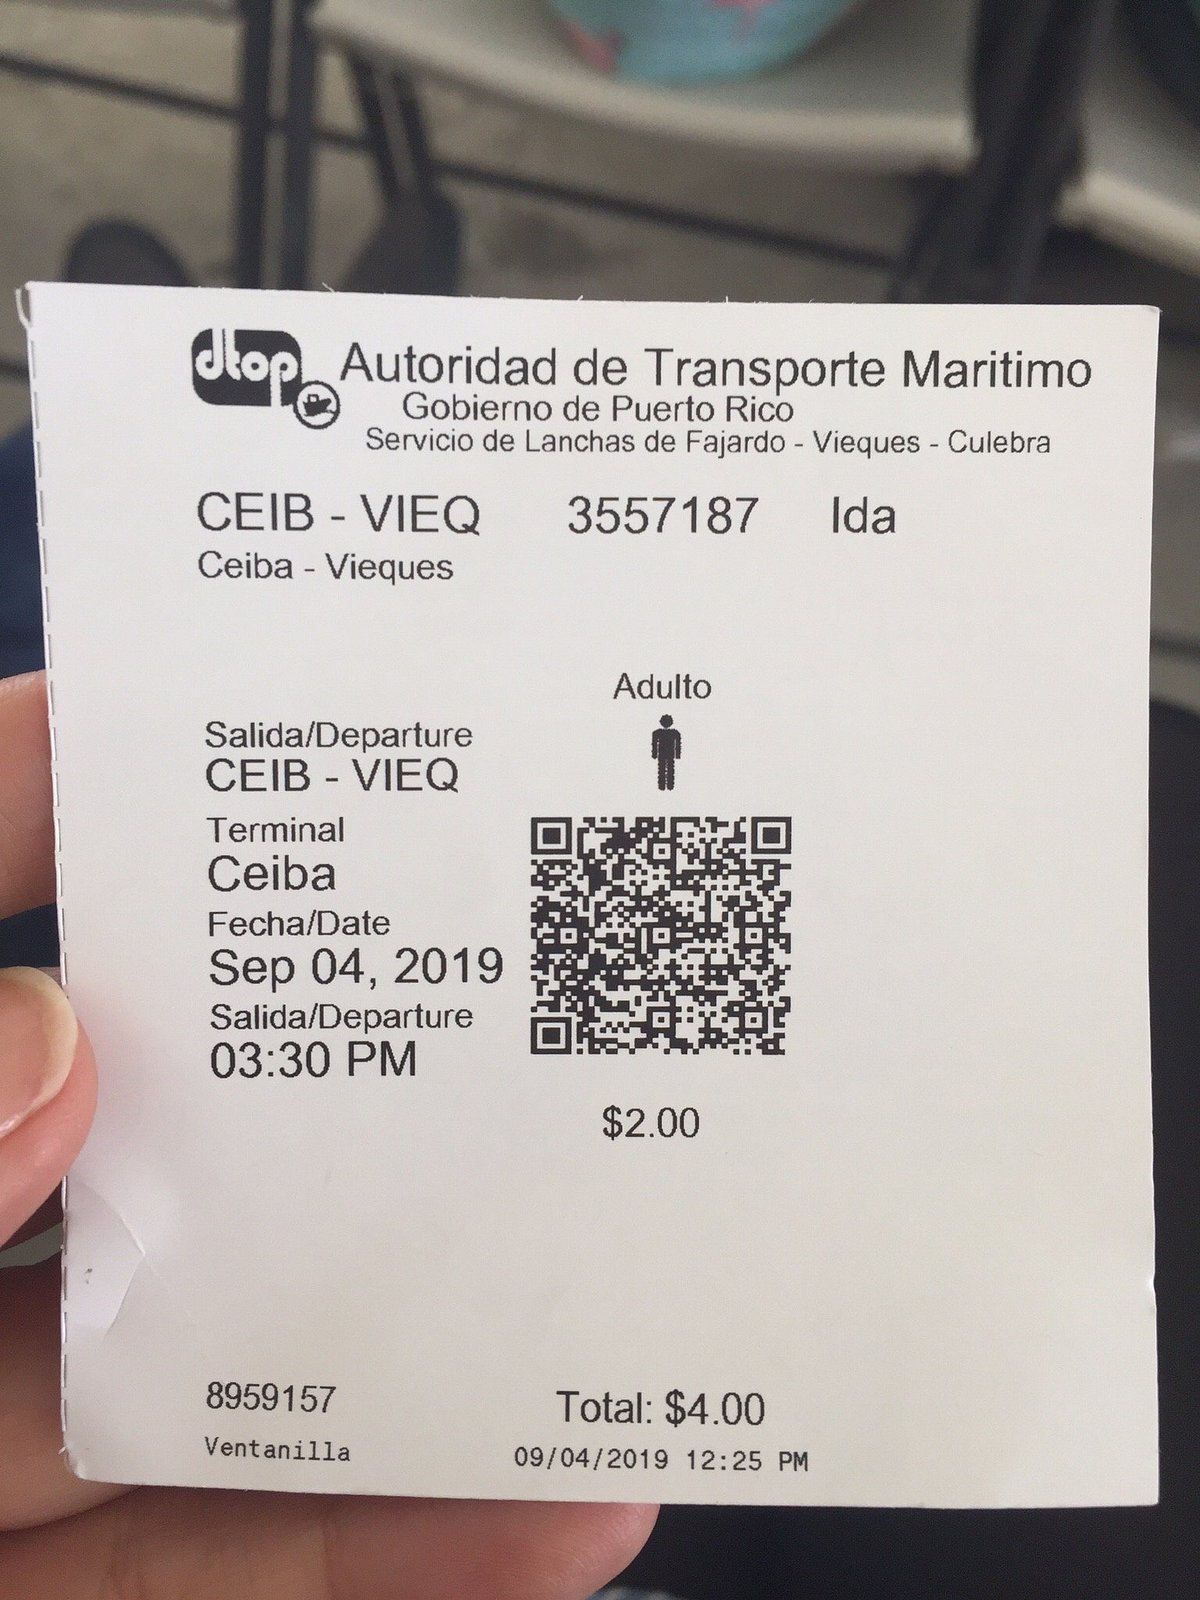 dtop
Autoridad de Transporte Maritimo
Gobierno de Puerto Rico
Servicio de Lanchas de Fajardo - Vieques - Culebra
CEIB - VIEQ 3557187 Ida
Ceiba - Vieques
Adulto
Salida/Departure
CEIB - VIEQ
Terminal
Ceiba
Fecha/Date
Sep 04, 2019
Salida/Departure
03:30 PM
$2.00
8959157 Total: $4.00
Ventanilla 09/04/2019 12:25 PM